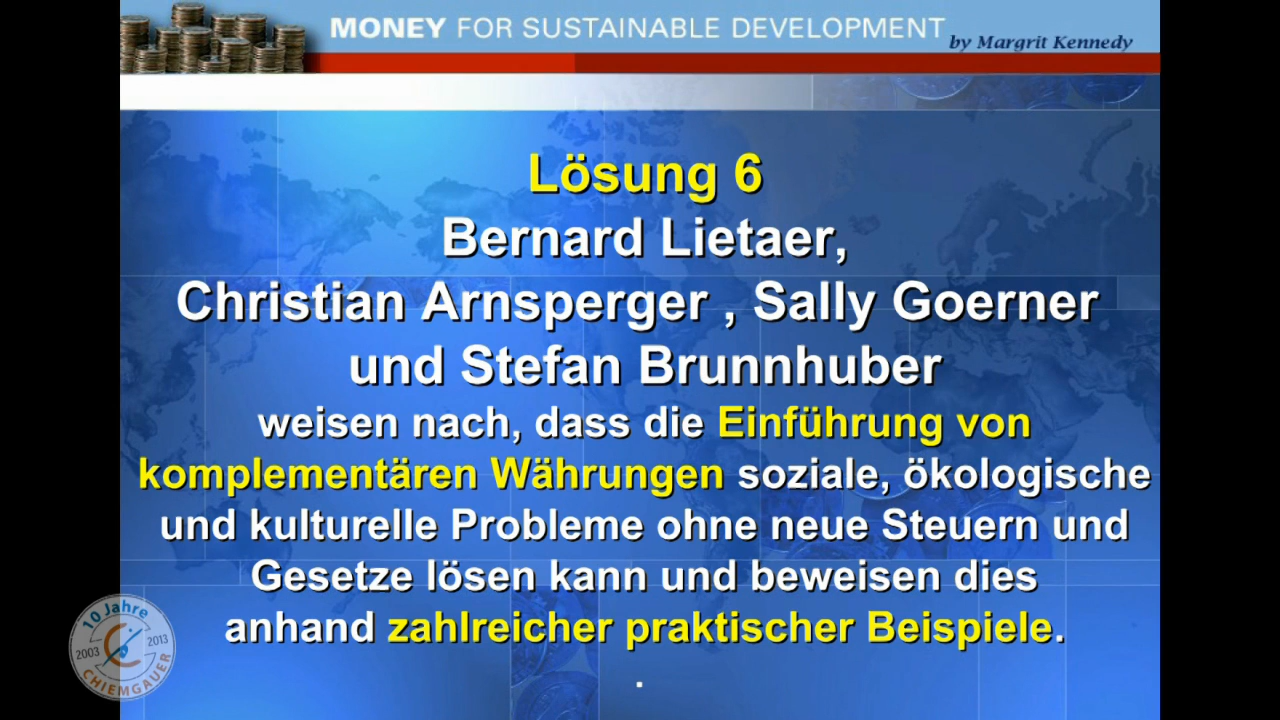 MONEY FOR SUSTAINABLE DEVELOPMENT
by Margrit Kennedy
Lösung 6
Bernard Lietaer,
Christian Arnsperger , Sally Goerner
und Stefan Brunnhuber
weisen nach, dass die Einführung von
komplementären Währungen soziale, ökologische
und kulturelle Probleme ohne neue Steuern und
Gesetze lösen kann und beweisen dies
anhand zahlreicher praktischer Beispiele.
.
10 Jahre
2003 2013
CHIEMGAUER